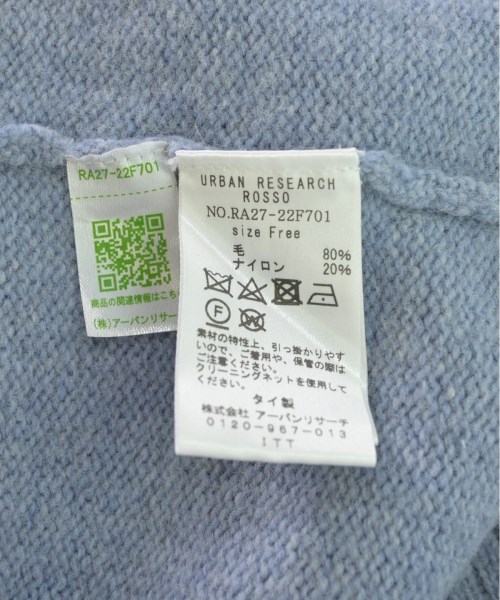 RA27-22F701
商品の関連情報はこちら
(株)アーバンリサーチ
URBAN RESEARCH
ROSSO
NO.RA27-22F701
size Free
毛 80%
ナイロン 20%
F
W
素材の特性上、引っ掛かりやす
いので、ご着用や、保管の際は
ご注意ください。
クリーニングネットを使用して
ください。
タイ製
株式会社 アーバンリサーチ
0120-967-013
ITT